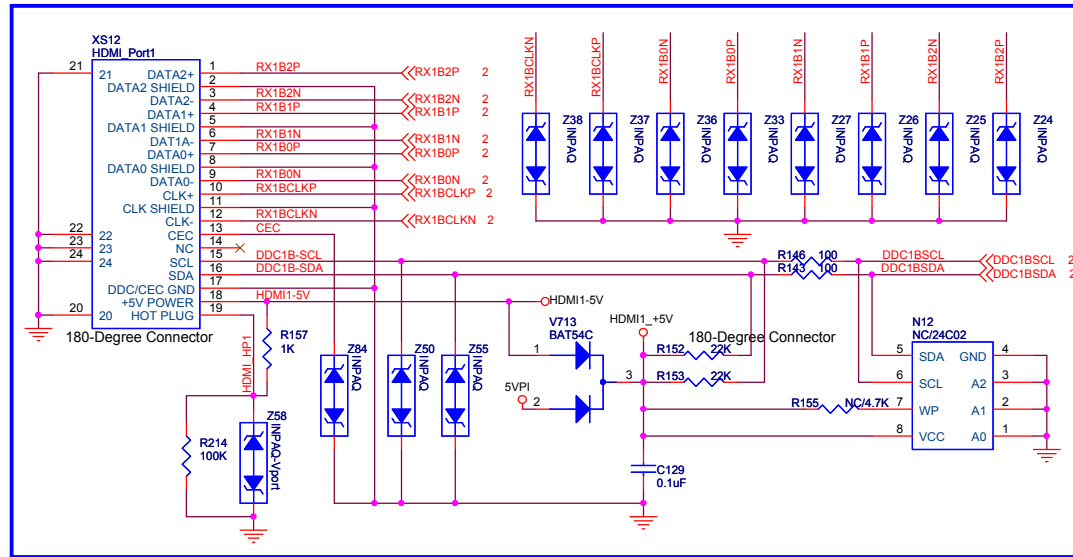 XS12
HDMI_Port1
21 21 DATA2+ 1 RX1B2P RX1B2P 2
DATA2 SHIELD 2
DATA2- 3 RX1B2N RX1B2N 2
DATA1+ 4 RX1B1P RX1B1P 2
DATA1 SHIELD 5
DAT1A- 6 RX1B1N RX1B1N 2
DATA0+ 7 RX1B0P RX1B0P 2
DATA0 SHIELD 8
DATA0- 9 RX1B0N RX1B0N 2
CLK+ 10 RX1BCLKP RX1BCLKP 2
CLK SHIELD 11
CLK- 12 RX1BCLKN RX1BCLKN 2
22 22 CEC 13 CEC
23 23 NC 14
24 24 SCL 15 DDC1B-SCL
SDA 16 DDC1B-SDA
DDC/CEC GND 17
+5V POWER 18 HDMI1-5V
20 20 HOT PLUG 19
180-Degree Connector
RX1BCLKN
RX1BCLKP
RX1B0N
RX1B0P
RX1B1N
RX1B1P
RX1B2N
RX1B2P
Z38
INPAQ
Z37
INPAQ
Z36
INPAQ
Z33
INPAQ
Z27
INPAQ
Z26
INPAQ
Z25
INPAQ
Z24
INPAQ
R146 100 DDC1BSCL DDC1BSCL 2
R143 100 DDC1BSDA DDC1BSDA 2
HDMI1-5V
HDMI_HP1
R157
1K
R214
100K
Z58
INPAQ-Vport
Z84
INPAQ
Z50
INPAQ
Z55
INPAQ
V713
BAT54C
1
3
5VPI
2
HDMI1_+5V
180-Degree Connector
R152 22K
R153 22K
R155 NC/4.7K
C129
0.1uF
N12
NC/24C02
5 SDA GND 4
6 SCL A2 3
7 WP A1 2
8 VCC A0 1